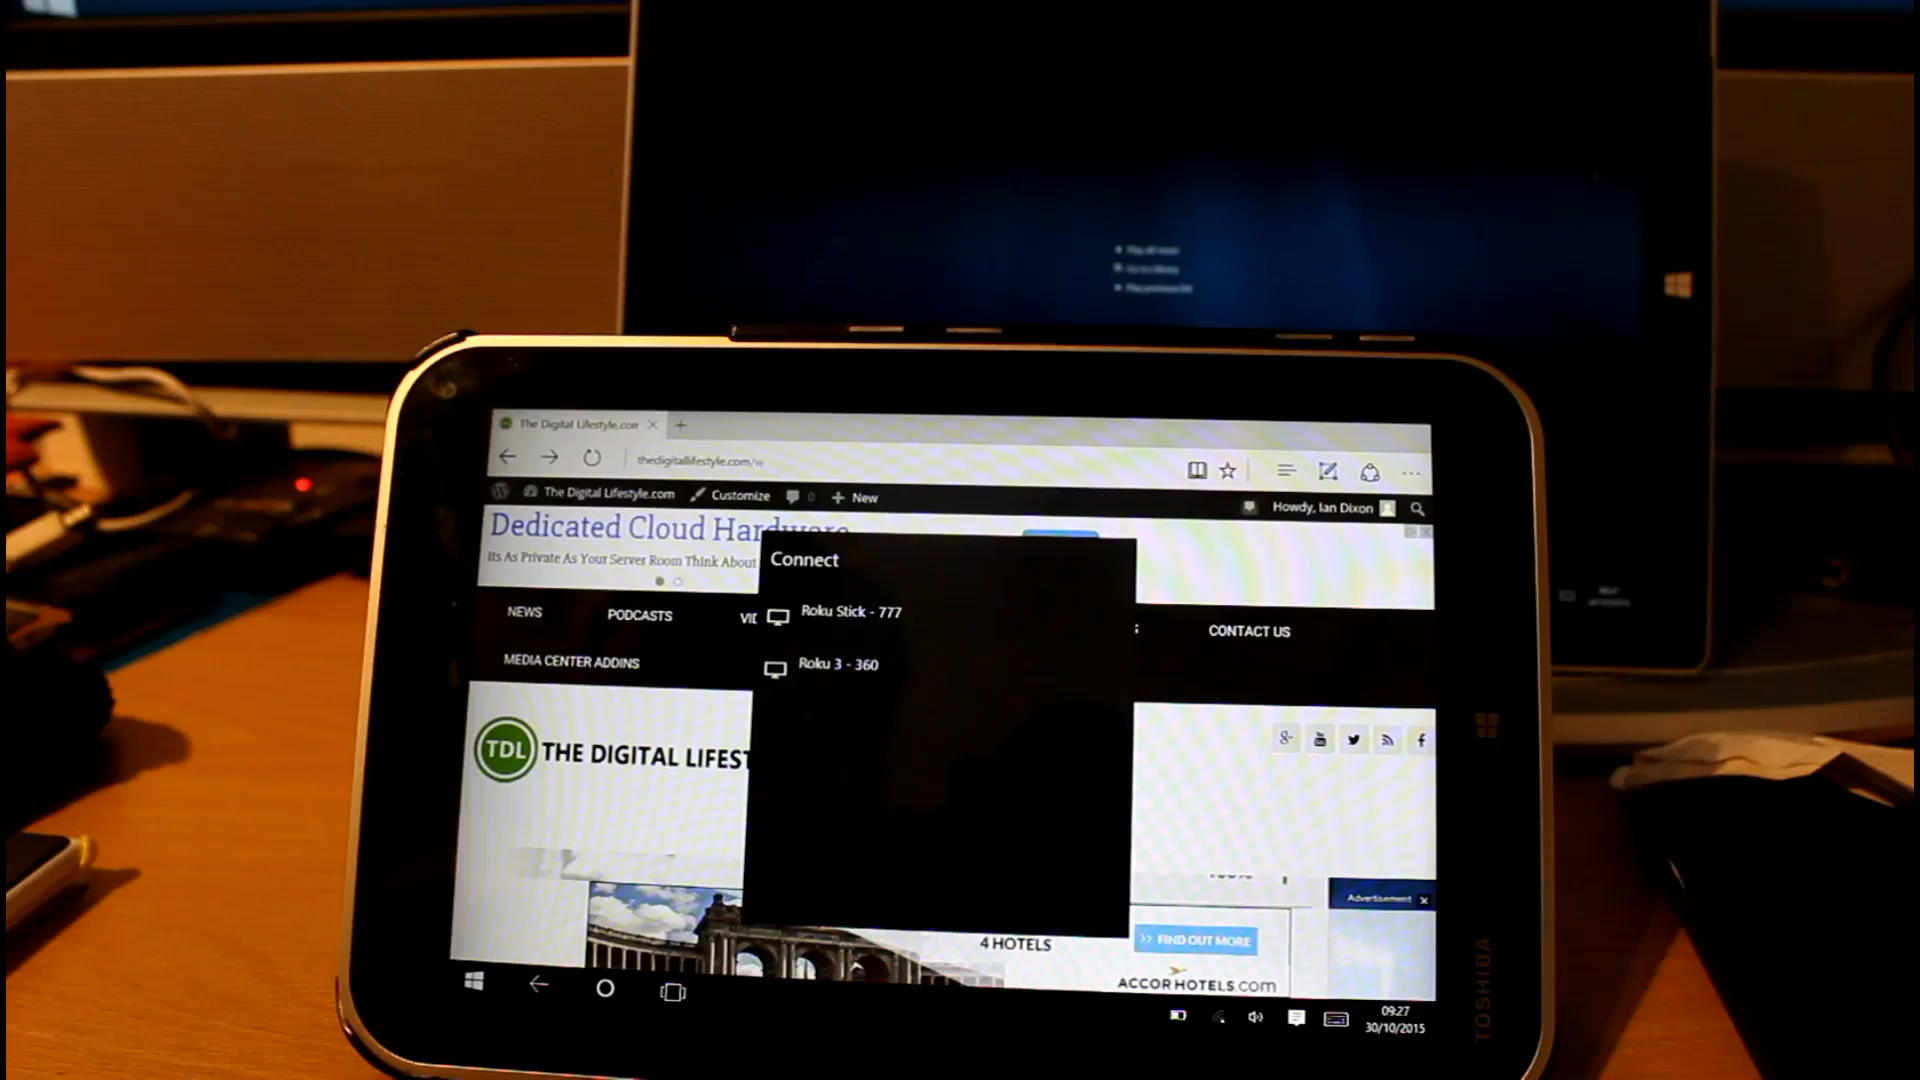 The Digital Lifestyle.com
thedigitallifestyle.com/w
The Digital Lifestyle.com Customize 0 New
Howdy, Ian Dixon
Dedicated Cloud Hardware
Its As Private As Your Server Room Think About
Connect
Roku Stick - 777
Roku 3 - 360
NEWS PODCASTS VIC
CONTACT US
MEDIA CENTER ADDINS
TDL THE DIGITAL LIFEST
Advertisement
4 HOTELS
>> FIND OUT MORE
ACCORHOTELS.com
09:27
30/10/2015
TOSHIBA